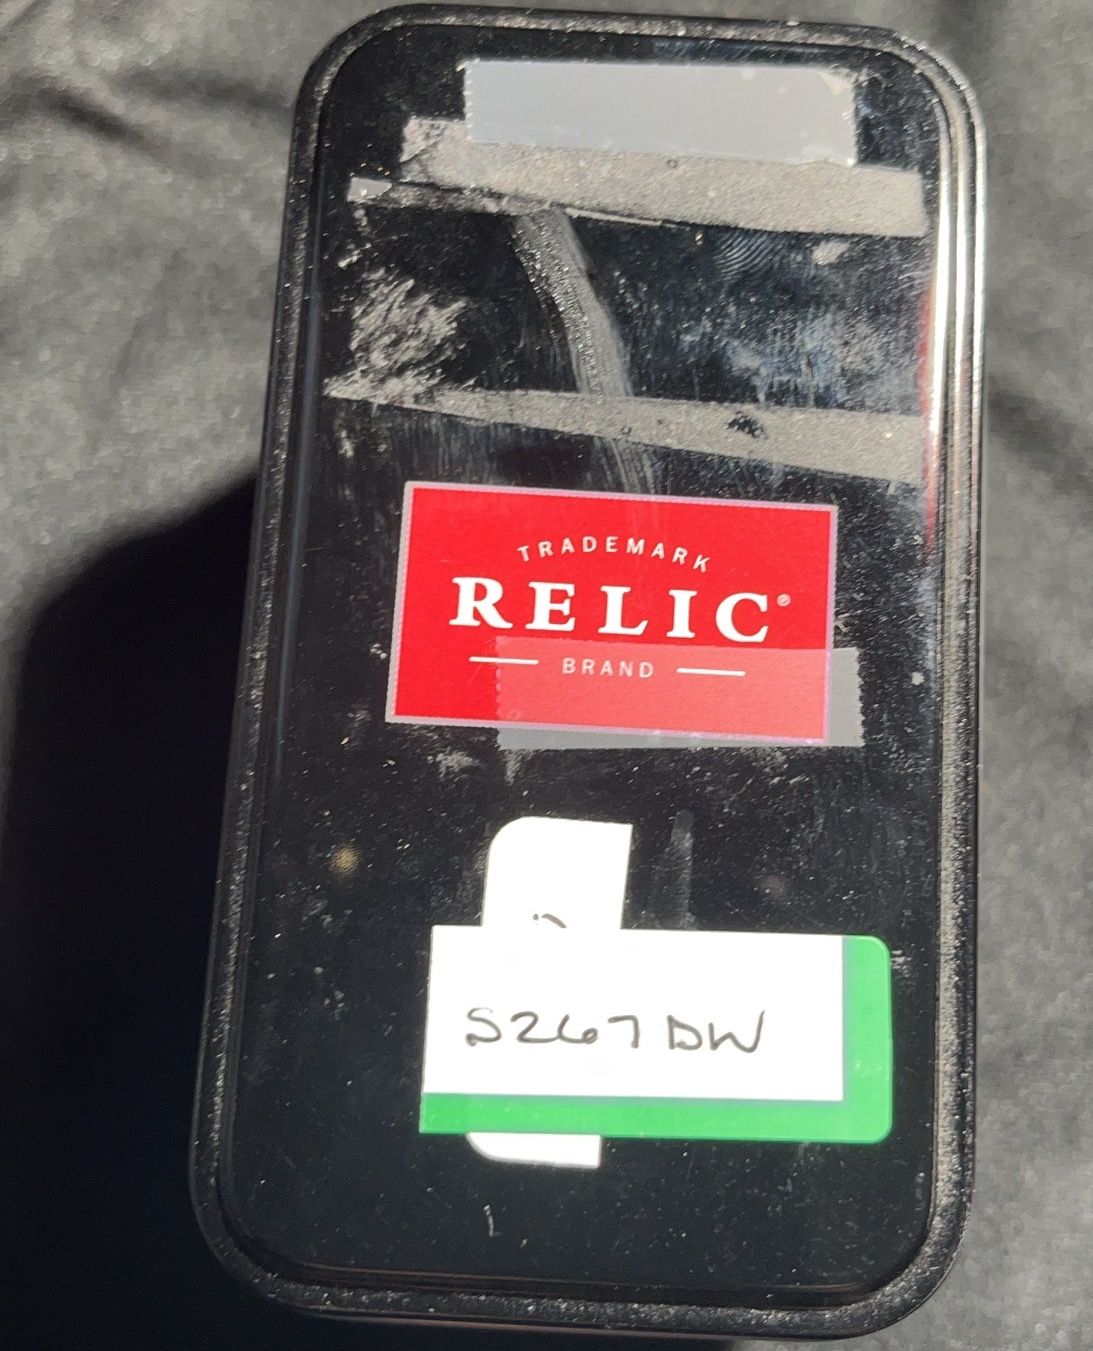 TRADEMARK
RELIC®
BRAND
S267DW